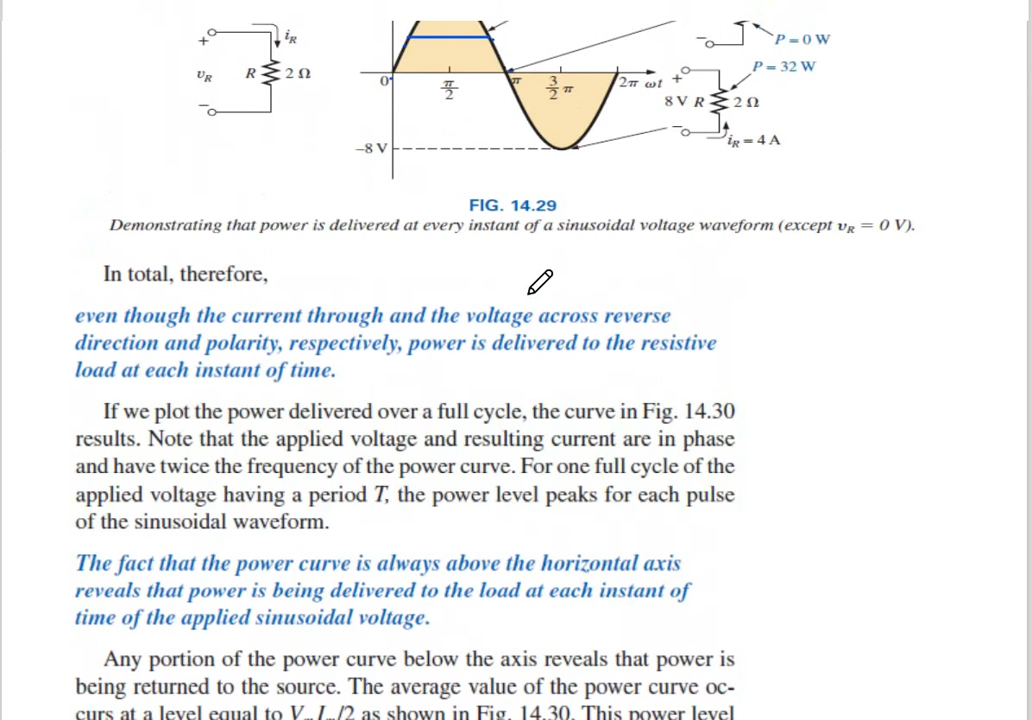 +
iR
vR
R
2 Ω
−
0
π/2
π
3/2 π
2π ωt
−8 V
−
P = 0 W
P = 32 W
+
8 V R
2 Ω
−
iR = 4 A
FIG. 14.29
Demonstrating that power is delivered at every instant of a sinusoidal voltage waveform (except vR = 0 V).
In total, therefore,
even though the current through and the voltage across reverse
direction and polarity, respectively, power is delivered to the resistive
load at each instant of time.
If we plot the power delivered over a full cycle, the curve in Fig. 14.30
results. Note that the applied voltage and resulting current are in phase
and have twice the frequency of the power curve. For one full cycle of the
applied voltage having a period T, the power level peaks for each pulse
of the sinusoidal waveform.
The fact that the power curve is always above the horizontal axis
reveals that power is being delivered to the load at each instant of
time of the applied sinusoidal voltage.
Any portion of the power curve below the axis reveals that power is
being returned to the source. The average value of the power curve oc-
curs at a level equal to VmIm/2 as shown in Fig. 14.30. This power level